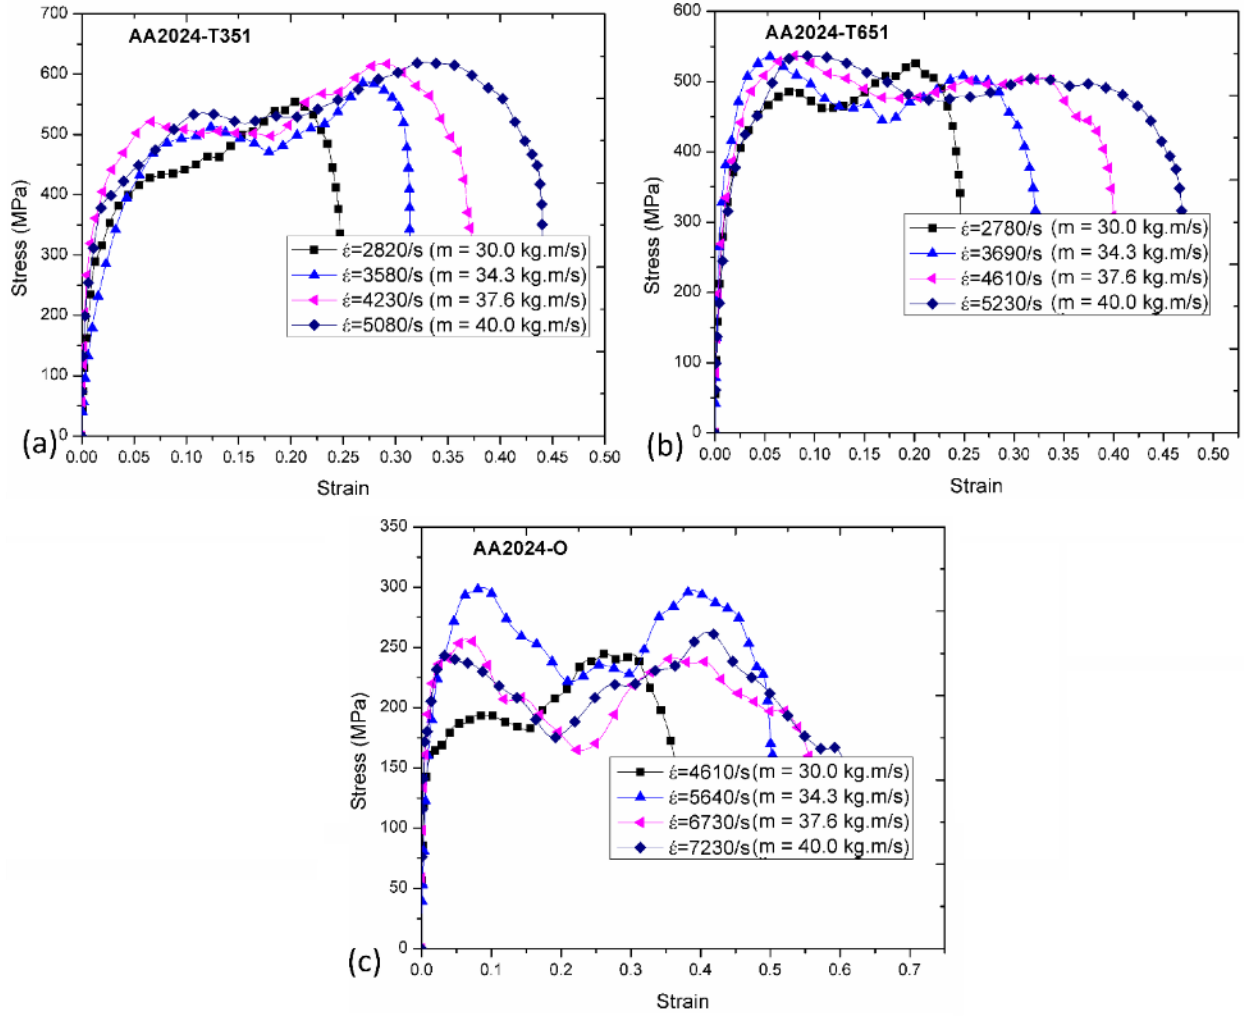 AA2024-T351
700
600
500
400
300
200
100
0
Stress (MPa)
έ=2820/s (m = 30.0 kg.m/s)
έ=3580/s (m = 34.3 kg.m/s)
έ=4230/s (m = 37.6 kg.m/s)
έ=5080/s (m = 40.0 kg.m/s)
(a)
0.00 0.05 0.10 0.15 0.20 0.25 0.30 0.35 0.40 0.45 0.50
Strain
AA2024-T651
600
500
400
300
200
100
0
Stress (MPa)
έ=2780/s (m = 30.0 kg.m/s)
έ=3690/s (m = 34.3 kg.m/s)
έ=4610/s (m = 37.6 kg.m/s)
έ=5230/s (m = 40.0 kg.m/s)
(b)
0.00 0.05 0.10 0.15 0.20 0.25 0.30 0.35 0.40 0.45 0.50
Strain
AA2024-O
350
300
250
200
150
100
50
0
Stress (MPa)
έ=4610/s (m = 30.0 kg.m/s)
έ=5640/s (m = 34.3 kg.m/s)
έ=6730/s (m = 37.6 kg.m/s)
έ=7230/s (m = 40.0 kg.m/s)
(c)
0.0 0.1 0.2 0.3 0.4 0.5 0.6 0.7
Strain